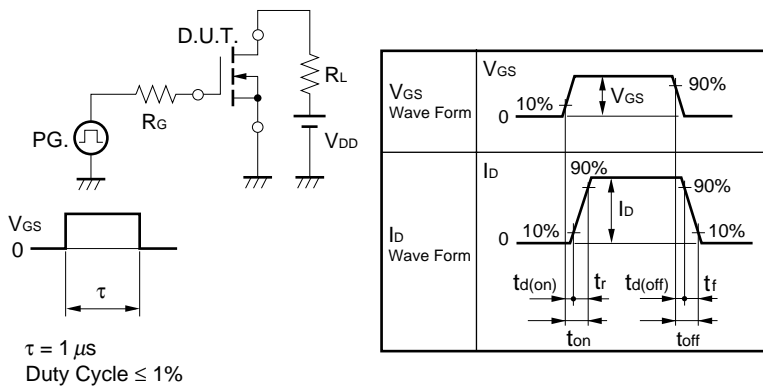 D.U.T.
RL
RG
PG.
VDD
VGS
0
τ
τ = 1 μs
Duty Cycle ≤ 1%
VGS
Wave Form
VGS
10%
0
VGS
90%
ID
Wave Form
ID
90%
10%
0
ID
90%
10%
td(on)
tr
td(off)
tf
ton
toff